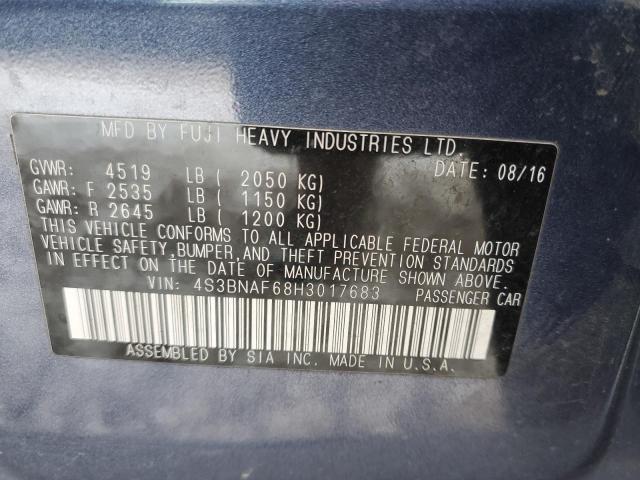 MFD BY FUJI HEAVY INDUSTRIES LTD.
GVWR: 4519 LB ( 2050 KG) DATE: 08/16
GAWR: F 2535 LB ( 1150 KG)
GAWR: R 2645 LB ( 1200 KG)
THIS VEHICLE CONFORMS TO ALL APPLICABLE FEDERAL MOTOR
VEHICLE SAFETY, BUMPER, AND THEFT PREVENTION STANDARDS
IN EFFECT ON THE DATE OF MANUFACTURE SHOWN ABOVE.
VIN: 4S3BNAF68H3017683 PASSENGER CAR
ASSEMBLED BY SIA INC. MADE IN U.S.A.